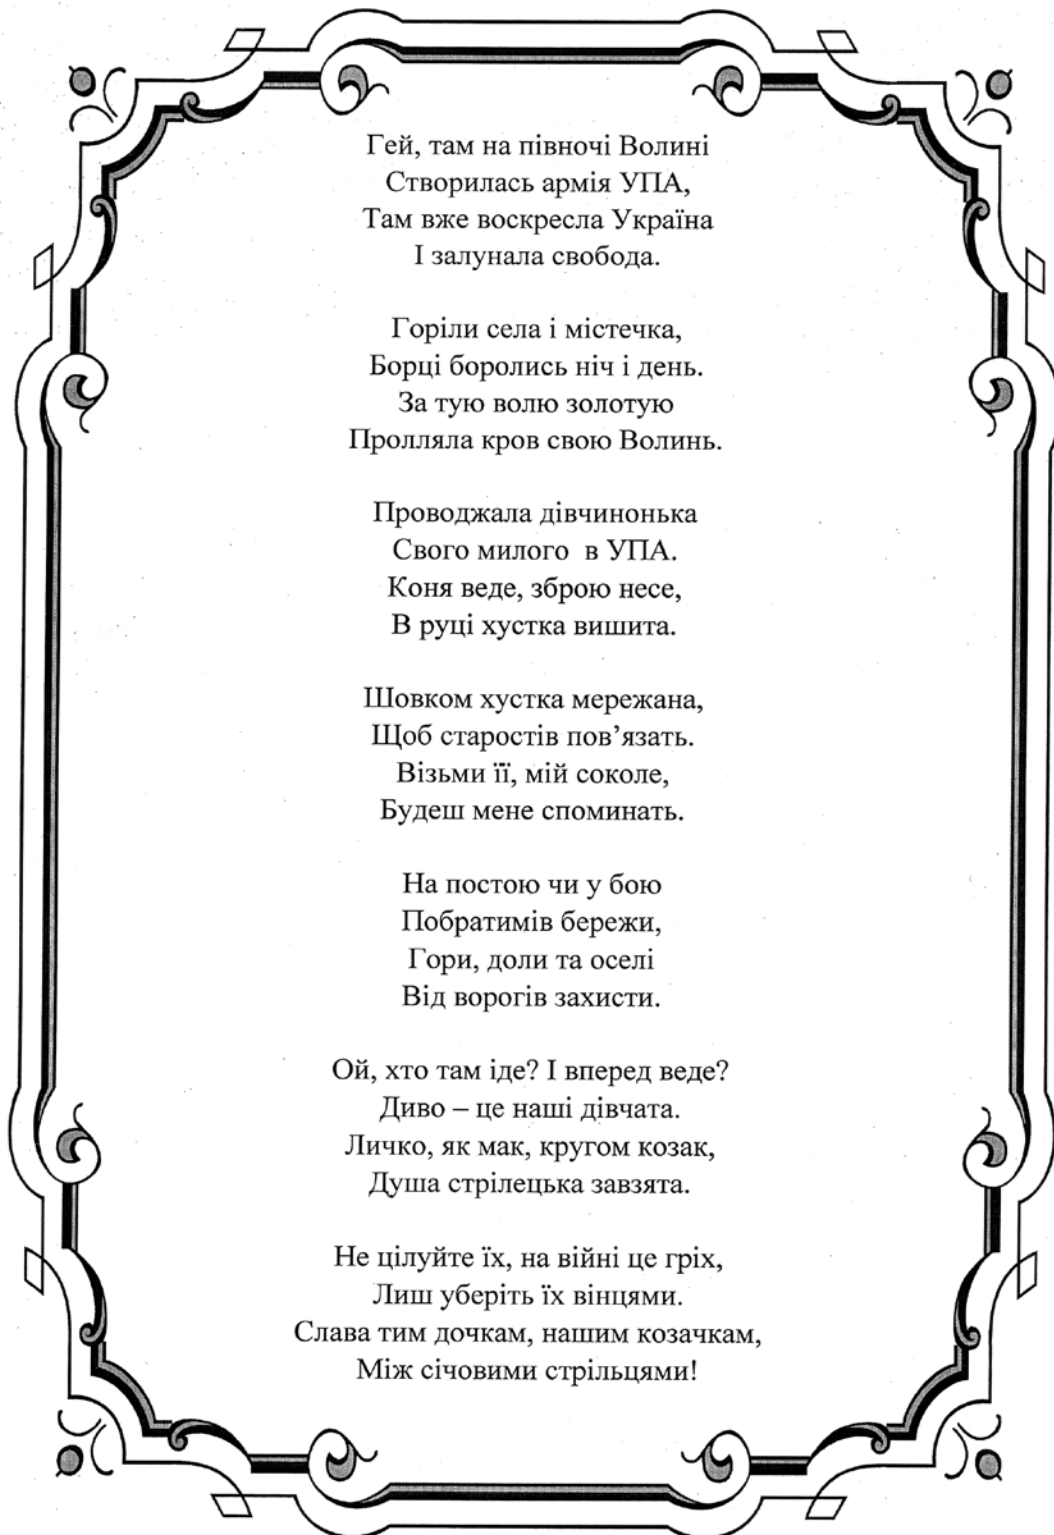 Гей, там на півночі Волині
Створилась армія УПА,
Там вже воскресла Україна
І залунала свобода.

Горіли села і містечка,
Борці боролись ніч і день.
За тую волю золотую
Пролляла кров свою Волинь.

Проводжала дівчинонька
Свого милого в УПА.
Коня веде, зброю несе,
В руці хустка вишита.

Шовком хустка мережана,
Щоб старостів пов’язать.
Візьми її, мій соколе,
Будеш мене споминать.

На постою чи у бою
Побратимів бережи,
Гори, доли та оселі
Від ворогів захисти.

Ой, хто там іде? І вперед веде?
Диво – це наші дівчата.
Личко, як мак, кругом козак,
Душа стрілецька завзята.

Не цілуйте їх, на війні це гріх,
Лиш уберіть їх вінцями.
Слава тим дочкам, нашим козачкам,
Між січовими стрільцями!